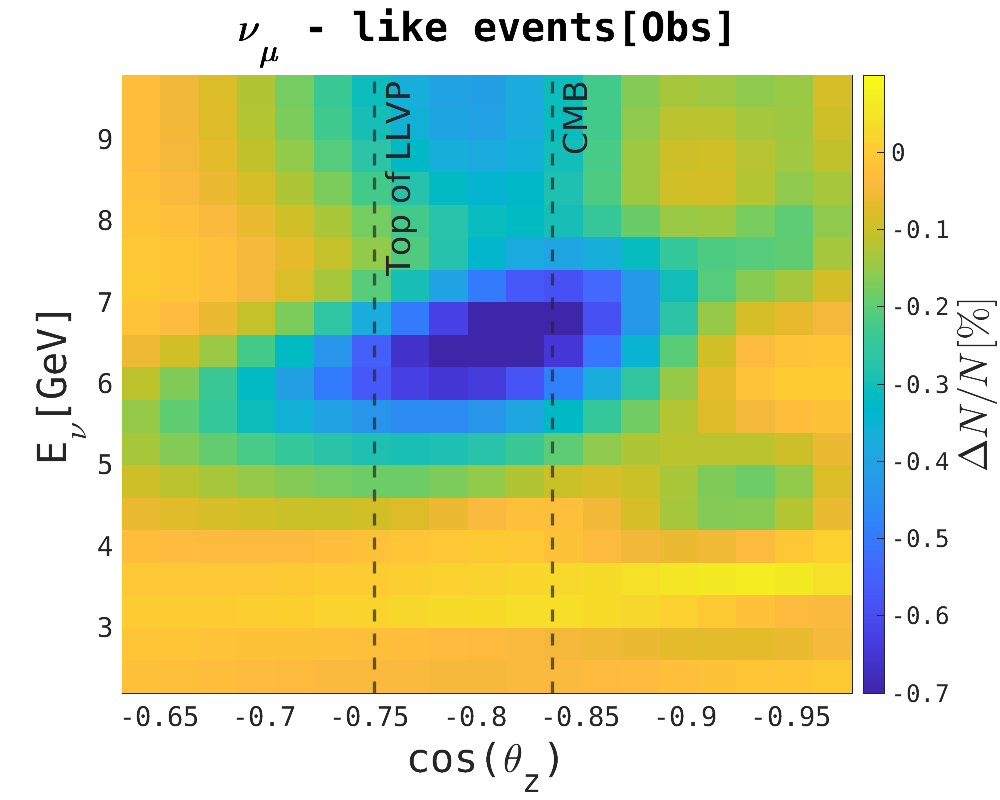 ν_μ - like events[Obs]
Top of LLVP
CMB
9
8
7
6
5
4
3
E_ν[GeV]
-0.65 -0.7 -0.75 -0.8 -0.85 -0.9 -0.95
cos(θ_z)
0
-0.1
-0.2
-0.3
-0.4
-0.5
-0.6
-0.7
ΔN/N[%]